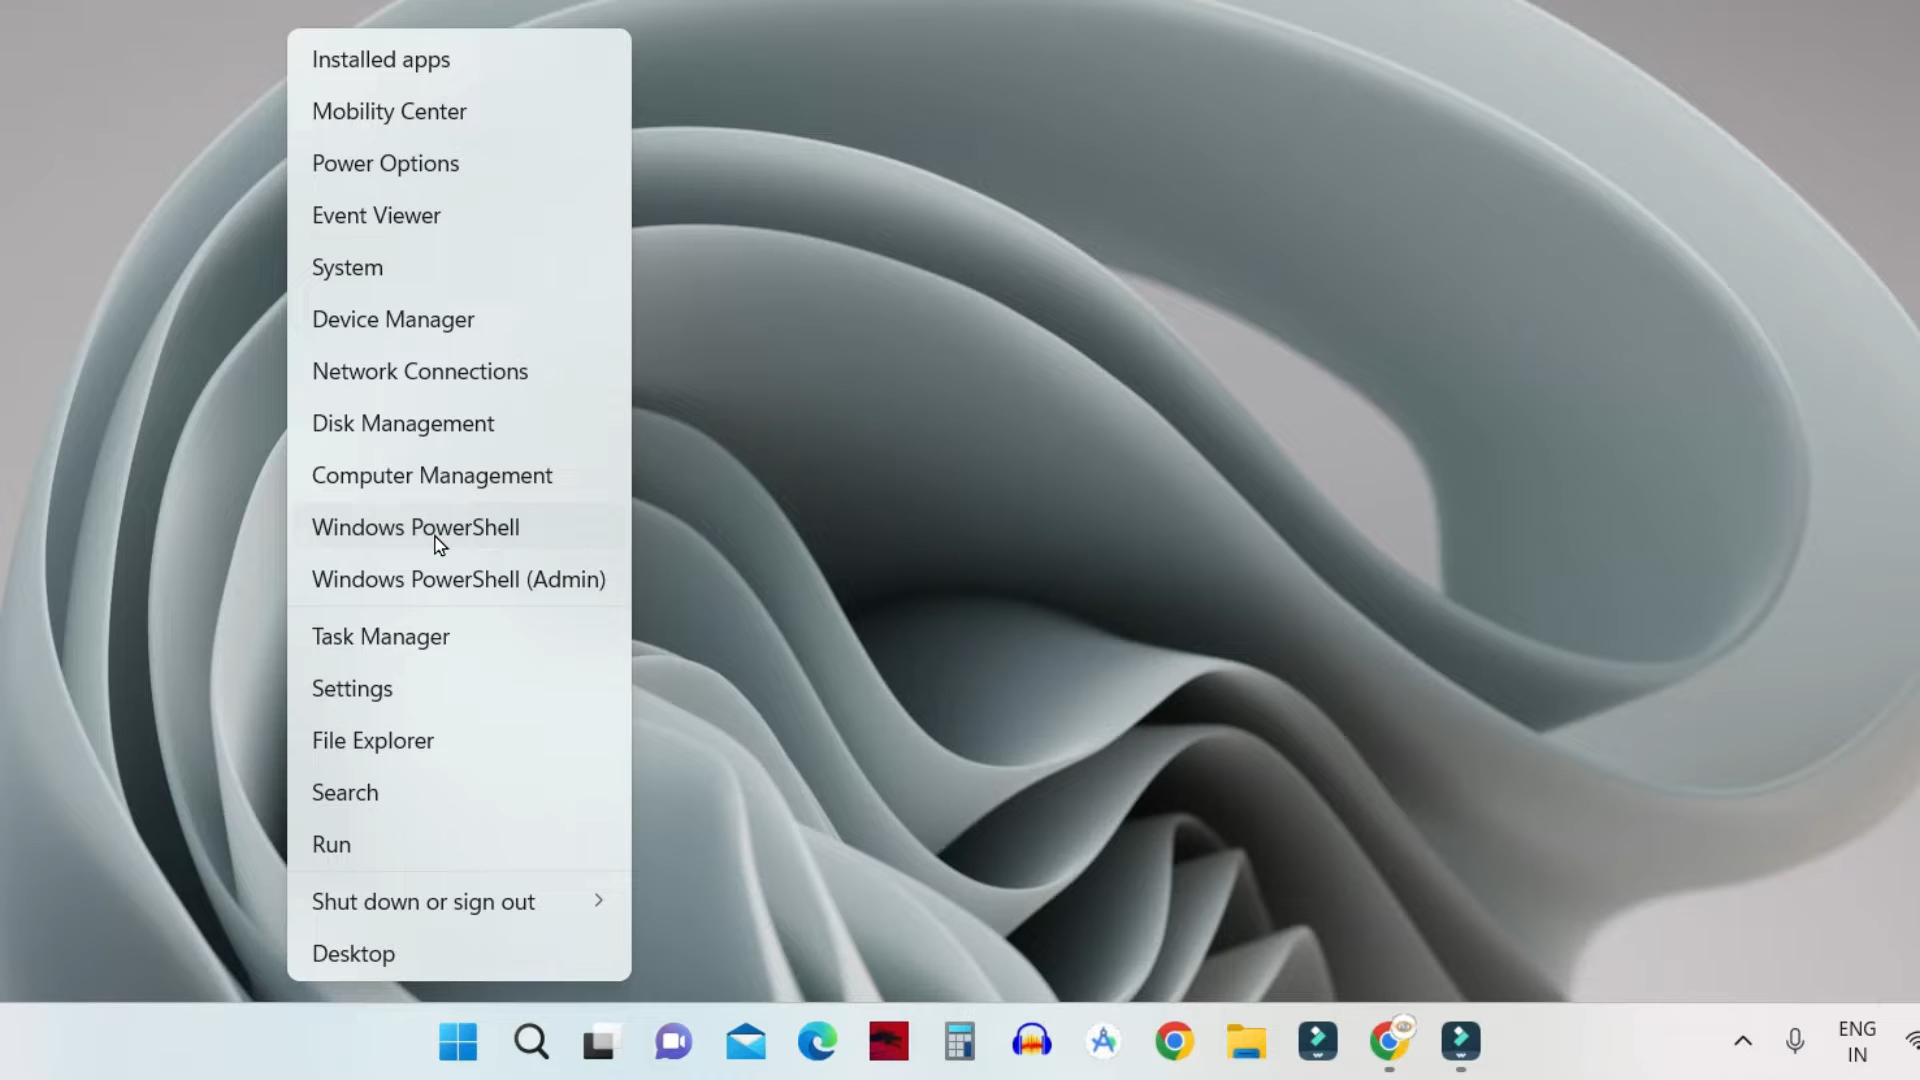 Installed apps
Mobility Center
Power Options
Event Viewer
System
Device Manager
Network Connections
Disk Management
Computer Management
Windows PowerShell
Windows PowerShell (Admin)
Task Manager
Settings
File Explorer
Search
Run
Shut down or sign out
Desktop
ENG
IN